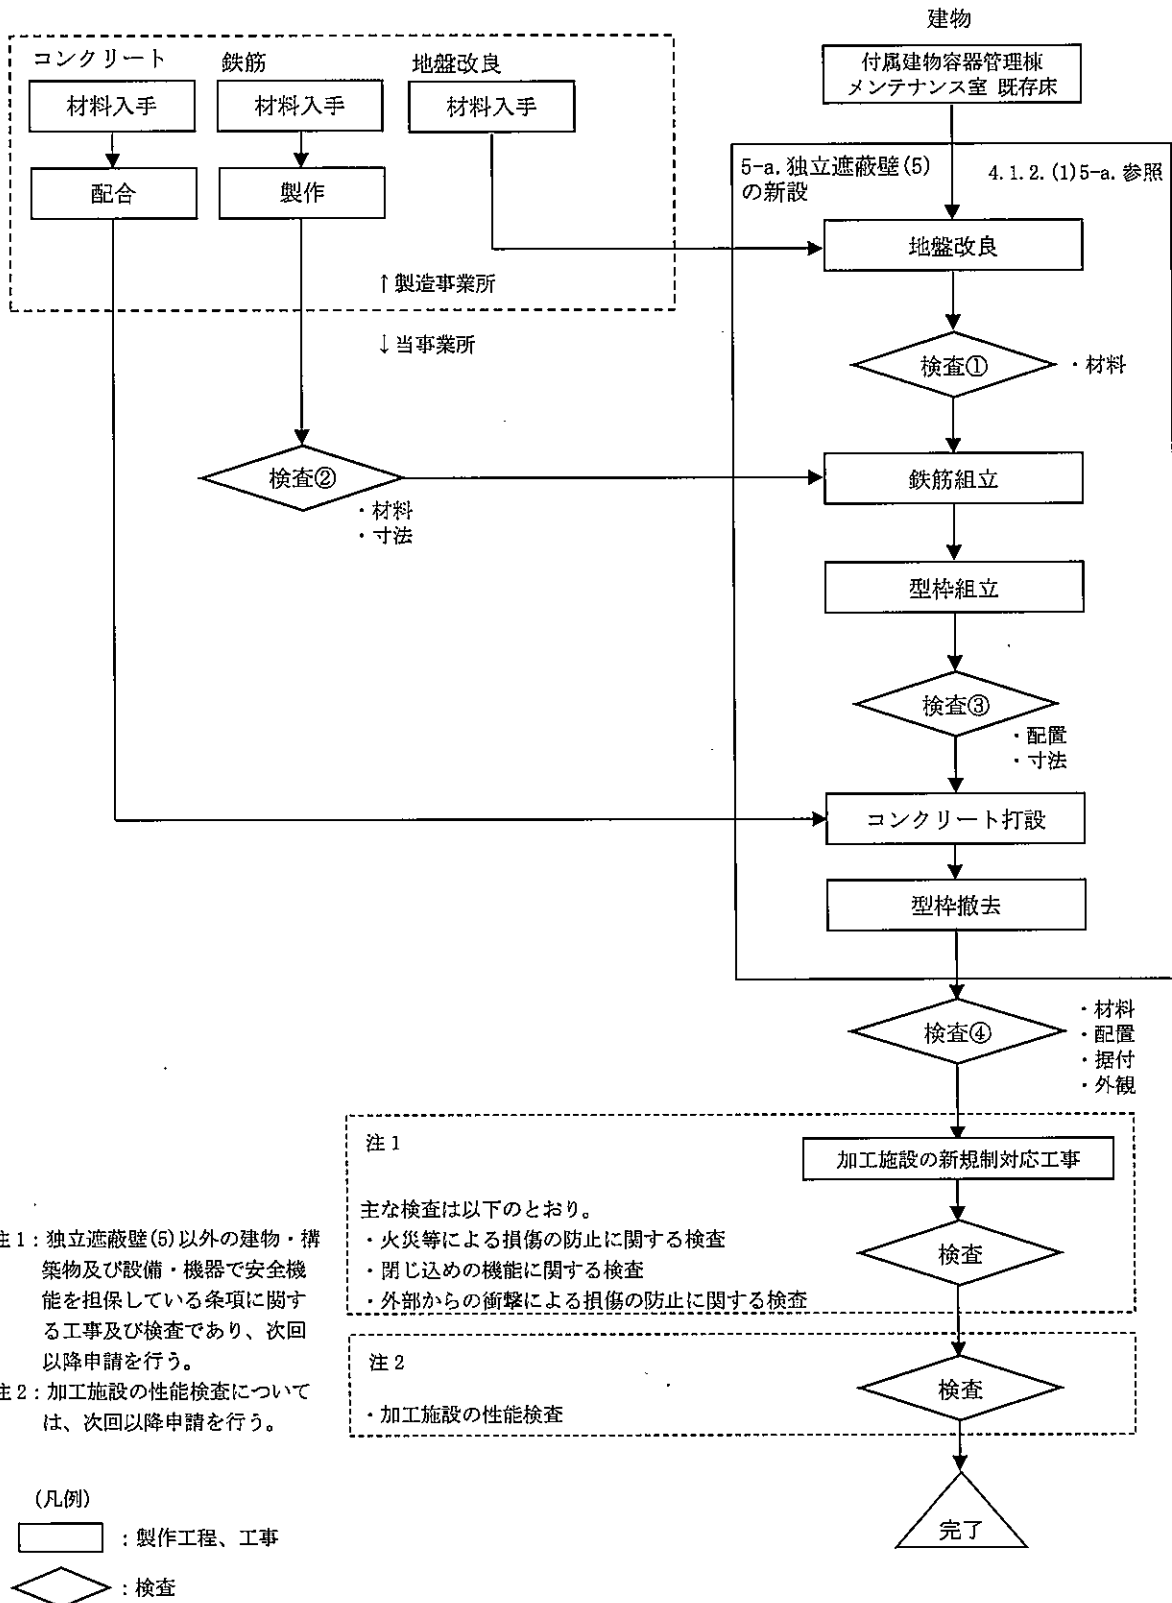 建物
付属建物容器管理棟
メンテナンス室 既存床
コンクリート
鉄筋
地盤改良
材料入手
材料入手
材料入手
配合
製作
↑製造事業所
↓当事業所
5-a. 独立遮蔽壁(5)
の新設
4.1.2.(1)5-a. 参照
地盤改良
検査①
・材料
検査②
・材料
・寸法
鉄筋組立
型枠組立
検査③
・配置
・寸法
コンクリート打設
型枠撤去
検査④
・材料
・配置
・据付
・外観
注1
加工施設の新規制対応工事
主な検査は以下のとおり。
・火災等による損傷の防止に関する検査
・閉じ込めの機能に関する検査
・外部からの衝撃による損傷の防止に関する検査
検査
注2
・加工施設の性能検査
検査
完了
注1:独立遮蔽壁(5)以外の建物・構
築物及び設備・機器で安全機
能を担保している条項に関す
る工事及び検査であり、次回
以降申請を行う。
注2:加工施設の性能検査について
は、次回以降申請を行う。
(凡例)
:製作工程、工事
:検査